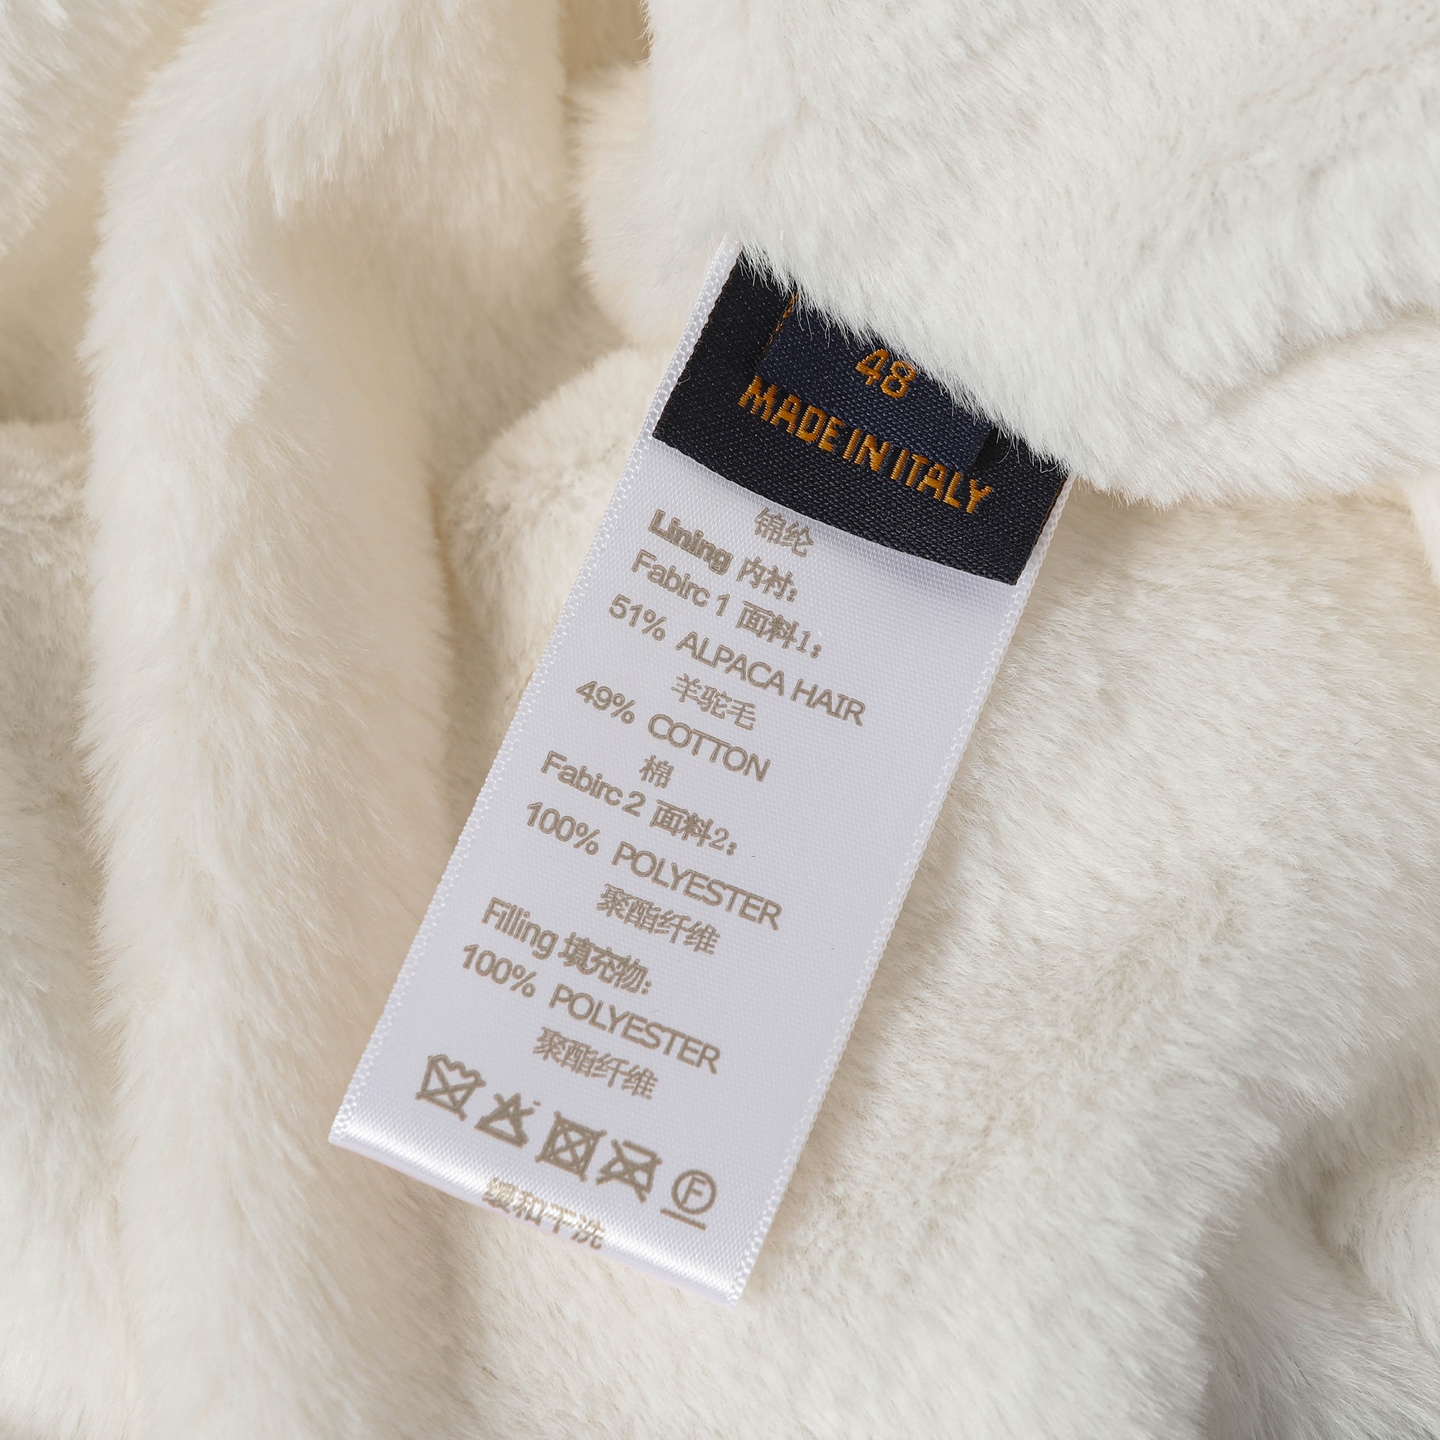 48
MADE IN ITALY
锦纶
Lining 内衬:
Fabirc 1 面料1:
51% ALPACA HAIR
羊驼毛
49% COTTON
棉
Fabirc 2 面料2:
100% POLYESTER
聚酯纤维
Filling 填充物:
100% POLYESTER
聚酯纤维
F
缓和干洗